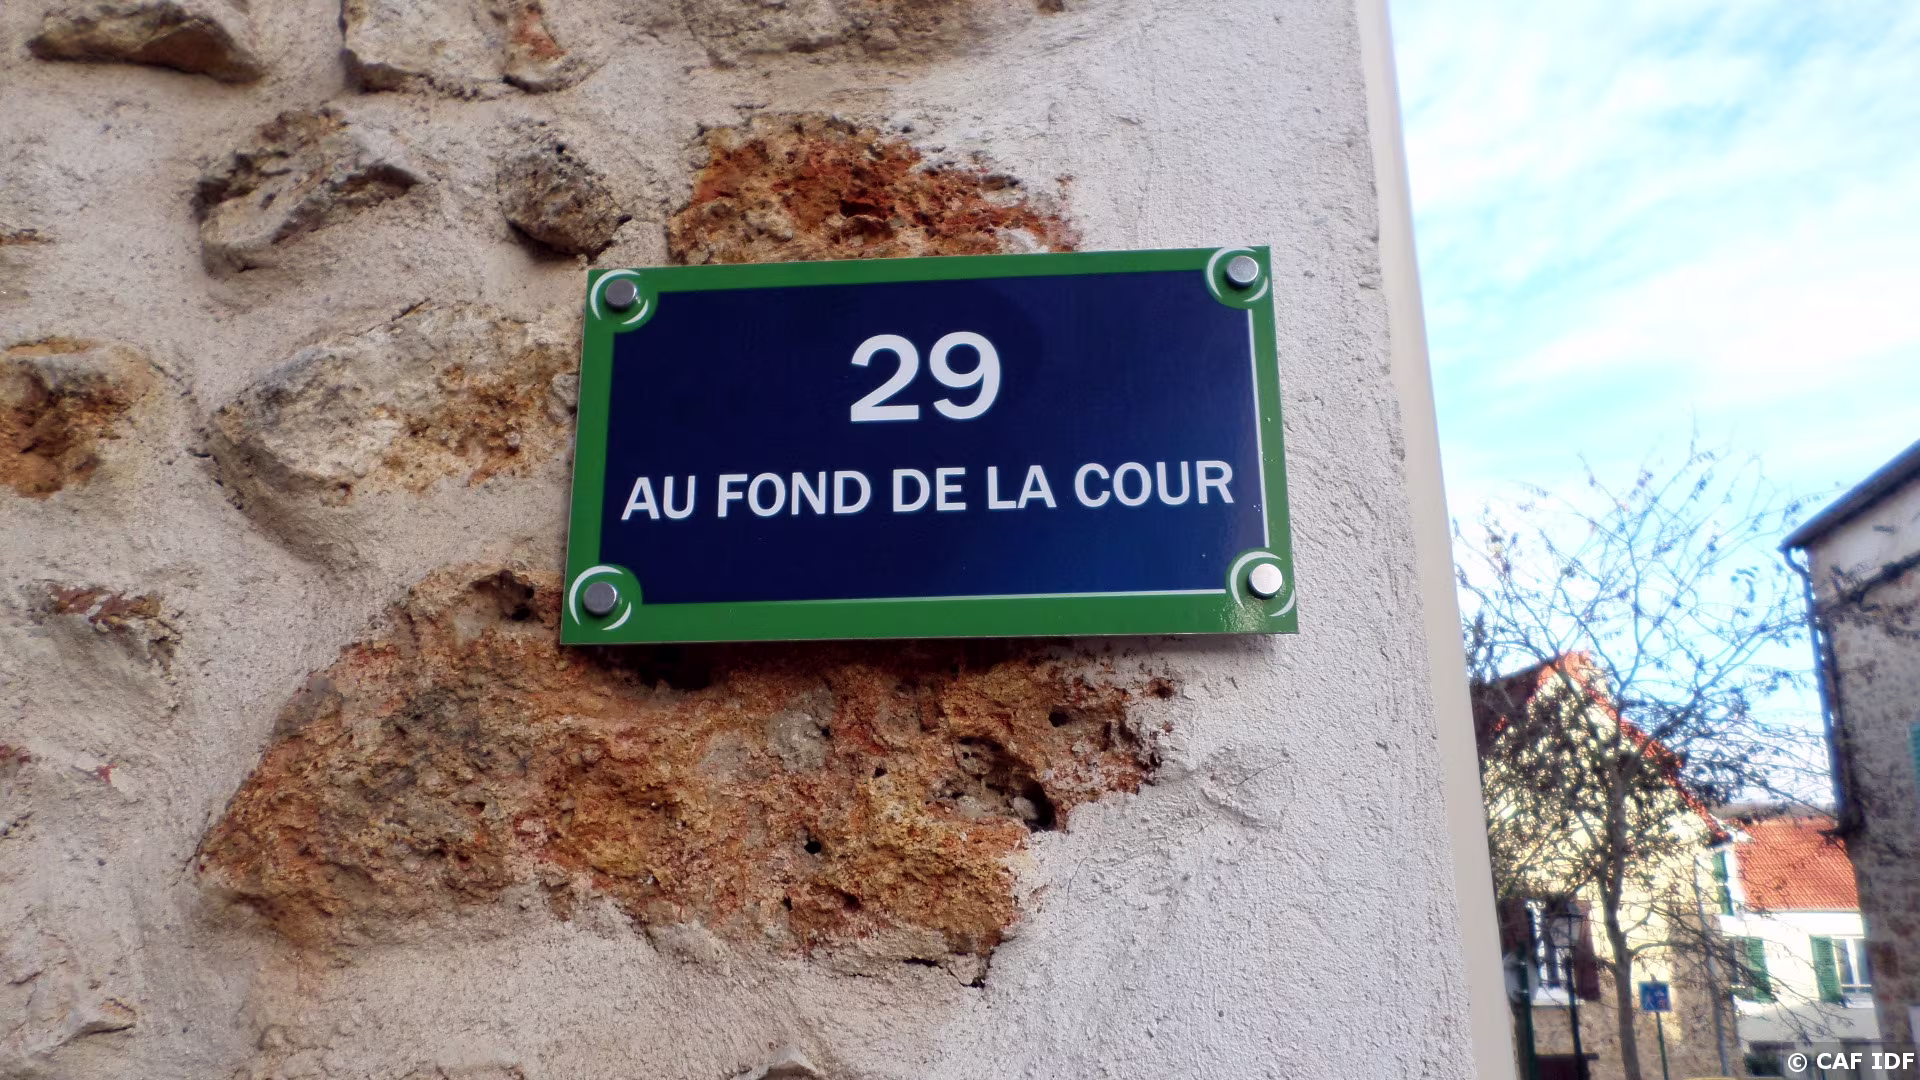 29
AU FOND DE LA COUR
© CAF IDF